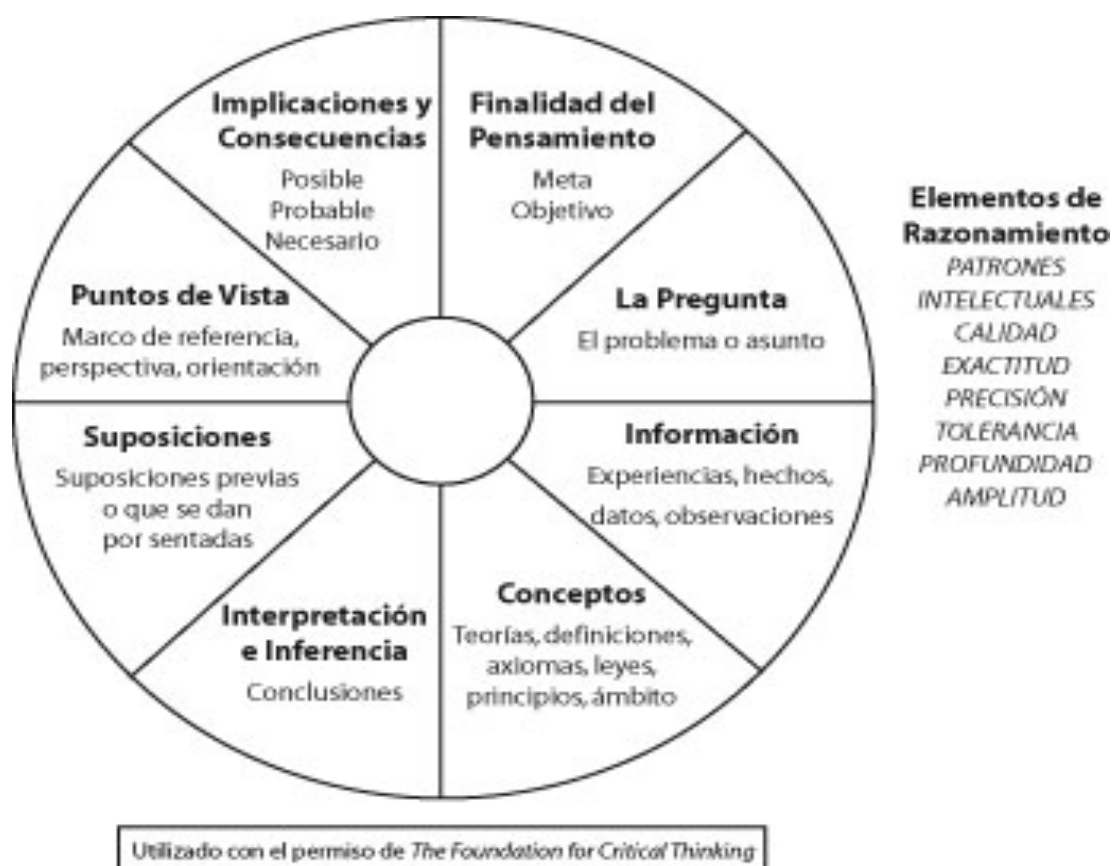 Implicaciones y
Consecuencias
Posible
Probable
Necesario
Finalidad del
Pensamiento
Meta
Objetivo
La Pregunta
El problema o asunto
Información
Experiencias, hechos,
datos, observaciones
Conceptos
Teorías, definiciones,
axiomas, leyes,
principios, ámbito
Interpretación
e Inferencia
Conclusiones
Suposiciones
Suposiciones previas
o que se dan
por sentadas
Puntos de Vista
Marco de referencia,
perspectiva, orientación
Elementos de
Razonamiento
PATRONES
INTELECTUALES
CALIDAD
EXACTITUD
PRECISIÓN
TOLERANCIA
PROFUNDIDAD
AMPLITUD
Utilizado con el permiso de The Foundation for Critical Thinking